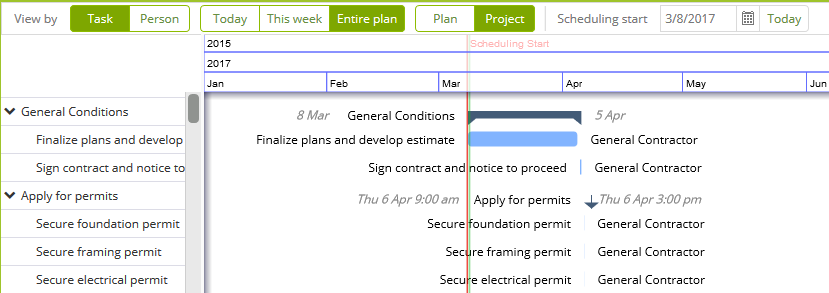 View by Task Person Today This week Entire plan Plan Project Scheduling start 3/8/2017 Today
2015 Scheduling Start
2017
Jan Feb Mar Apr May Jun
General Conditions 8 Mar General Conditions 5 Apr
Finalize plans and develop Finalize plans and develop estimate General Contractor
Sign contract and notice to Sign contract and notice to proceed General Contractor
Apply for permits Thu 6 Apr 9:00 am Apply for permits Thu 6 Apr 3:00 pm
Secure foundation permit Secure foundation permit General Contractor
Secure framing permit Secure framing permit General Contractor
Secure electrical permit Secure electrical permit General Contractor